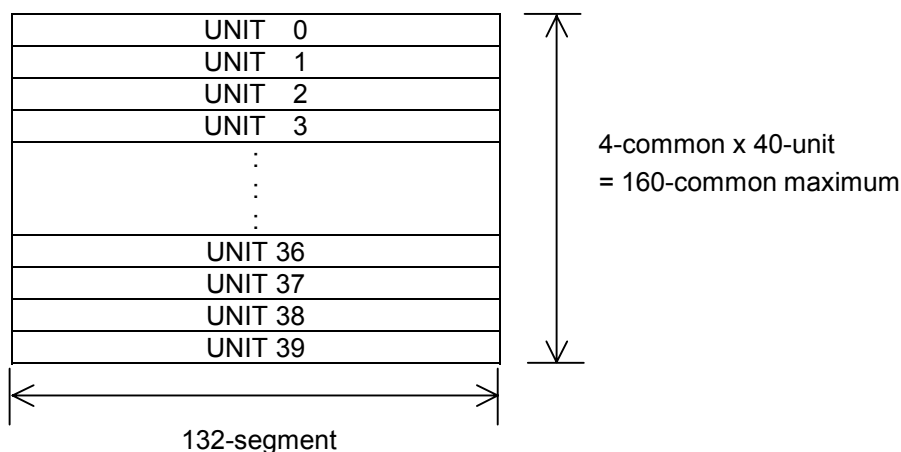 UNIT 0
UNIT 1
UNIT 2
UNIT 3
:
:
:
UNIT 36
UNIT 37
UNIT 38
UNIT 39
4-common x 40-unit
= 160-common maximum
132-segment